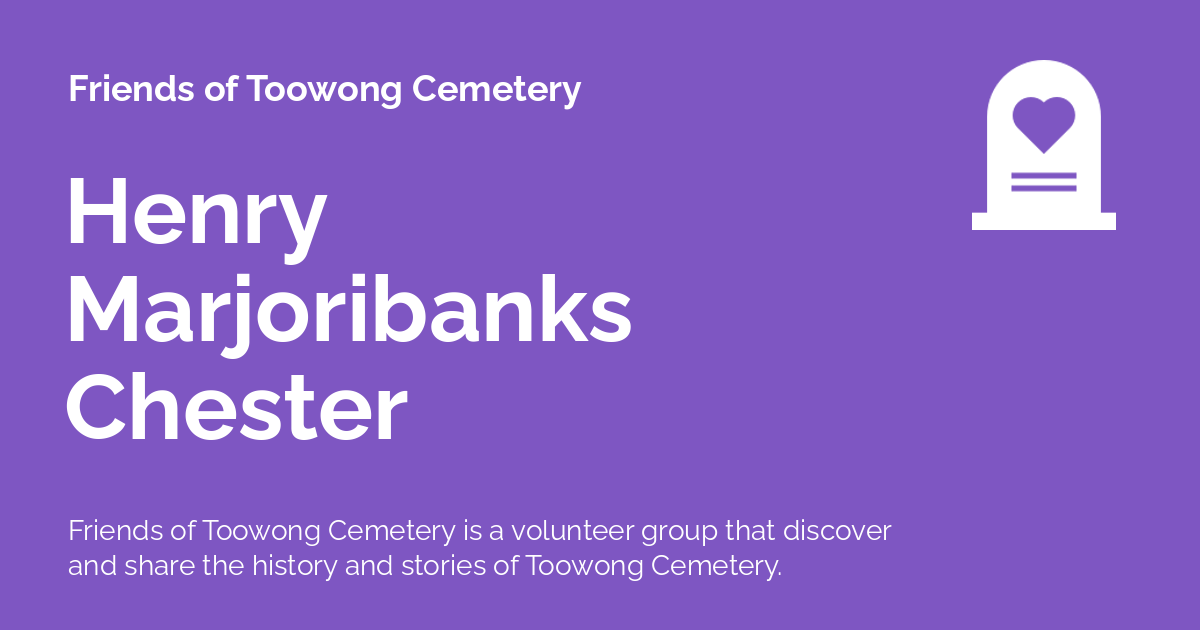 Friends of Toowong Cemetery
Henry
Marjoribanks
Chester
Friends of Toowong Cemetery is a volunteer group that discover
and share the history and stories of Toowong Cemetery.